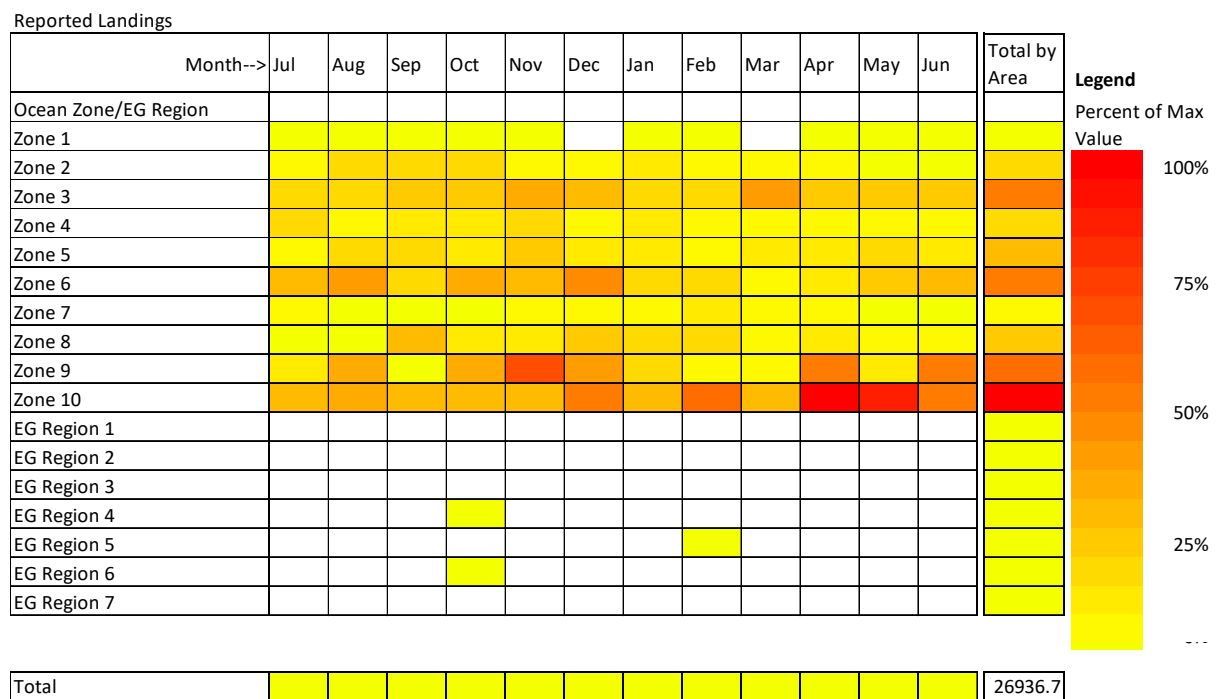 Reported Landings
Month--> Jul Aug Sep Oct Nov Dec Jan Feb Mar Apr May Jun Total by Area
Legend
Ocean Zone/EG Region
Percent of Max Value
Zone 1
Zone 2
100%
Zone 3
Zone 4
Zone 5
Zone 6
75%
Zone 7
Zone 8
Zone 9
Zone 10
50%
EG Region 1
EG Region 2
EG Region 3
EG Region 4
EG Region 5
25%
EG Region 6
EG Region 7
Total 26936.7